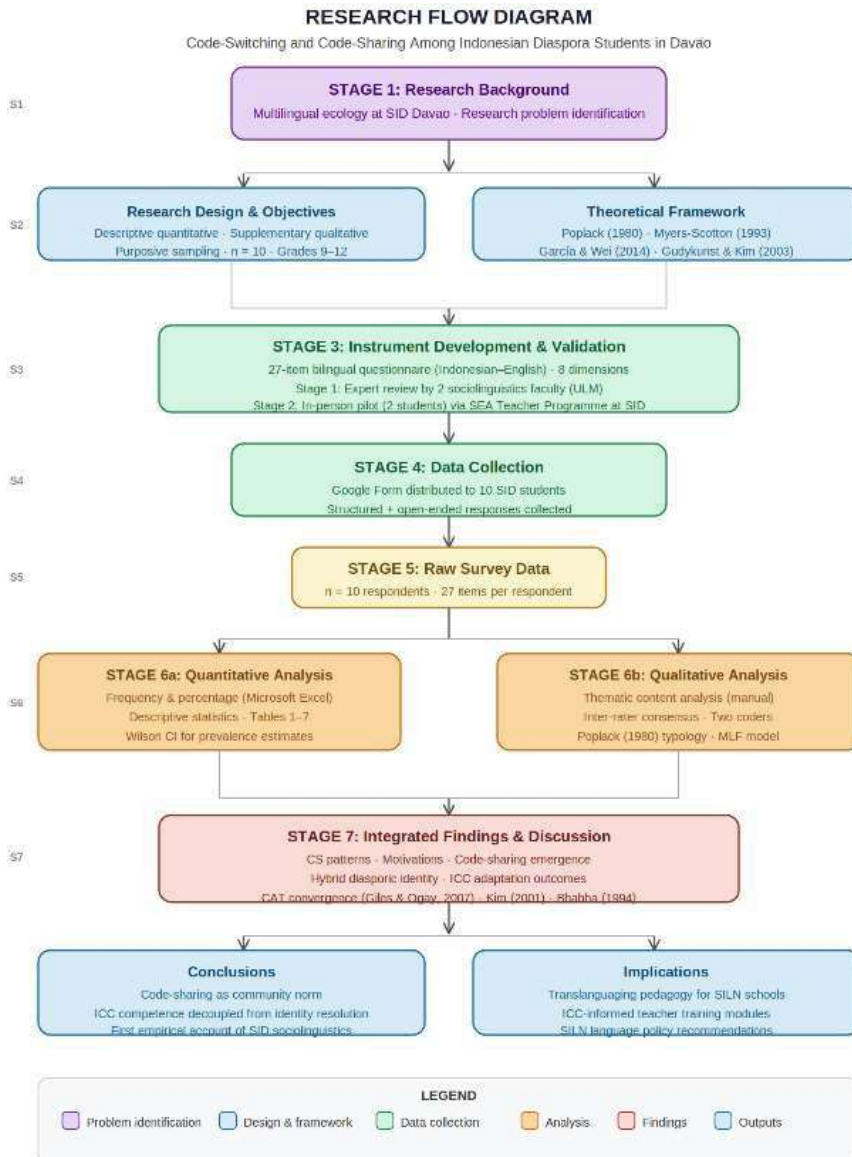 RESEARCH FLOW DIAGRAM
Code-Switching and Code-Sharing Among Indonesian Diaspora Students in Davao
S1
STAGE 1: Research Background
Multilingual ecology at SID Davao · Research problem identification
S2
Research Design & Objectives
Descriptive quantitative · Supplementary qualitative
Purposive sampling · n = 10 · Grades 9–12
Theoretical Framework
Poplack (1980) · Myers-Scotton (1993)
García & Wei (2014) · Gudykunst & Kim (2003)
S3
STAGE 3: Instrument Development & Validation
27-item bilingual questionnaire (Indonesian–English) · 8 dimensions
Stage 1: Expert review by 2 sociolinguistics faculty (ULM)
Stage 2: In-person pilot (2 students) via SEA Teacher Programme at SID
S4
STAGE 4: Data Collection
Google Form distributed to 10 SID students
Structured + open-ended responses collected
S5
STAGE 5: Raw Survey Data
n = 10 respondents · 27 items per respondent
S6
STAGE 6a: Quantitative Analysis
Frequency & percentage (Microsoft Excel)
Descriptive statistics · Tables 1–7
Wilson CI for prevalence estimates
STAGE 6b: Qualitative Analysis
Thematic content analysis (manual)
Inter-rater consensus · Two coders
Poplack (1980) typology · MLF model
S7
STAGE 7: Integrated Findings & Discussion
CS patterns · Motivations · Code-sharing emergence
Hybrid diasporic identity · ICC adaptation outcomes
CAT convergence (Giles & Ogay, 2007) · Kim (2001) · Bhabha (1994)
Conclusions
Code-sharing as community norm
ICC competence decoupled from identity resolution
First empirical account of SID sociolinguistics
Implications
Translanguaging pedagogy for SILN schools
ICC-informed teacher training modules
SILN language policy recommendations
LEGEND
Problem identification
Design & framework
Data collection
Analysis
Findings
Outputs